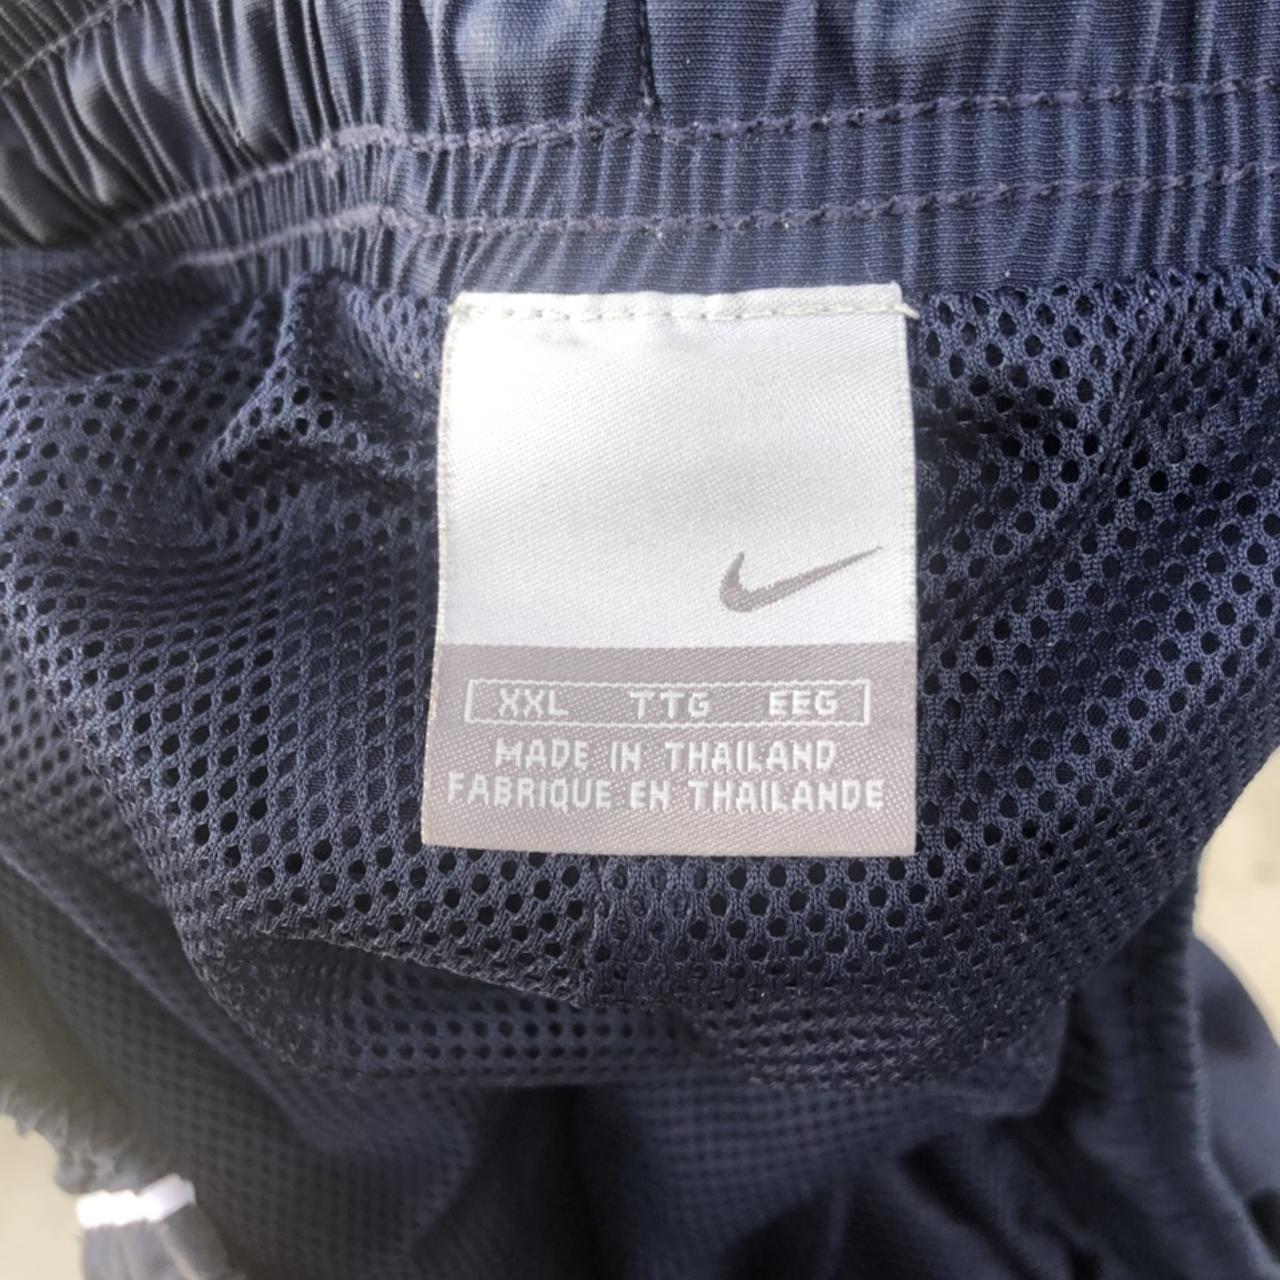 XXL TTG EEG
MADE IN THAILAND
FABRIQUE EN THAILANDE